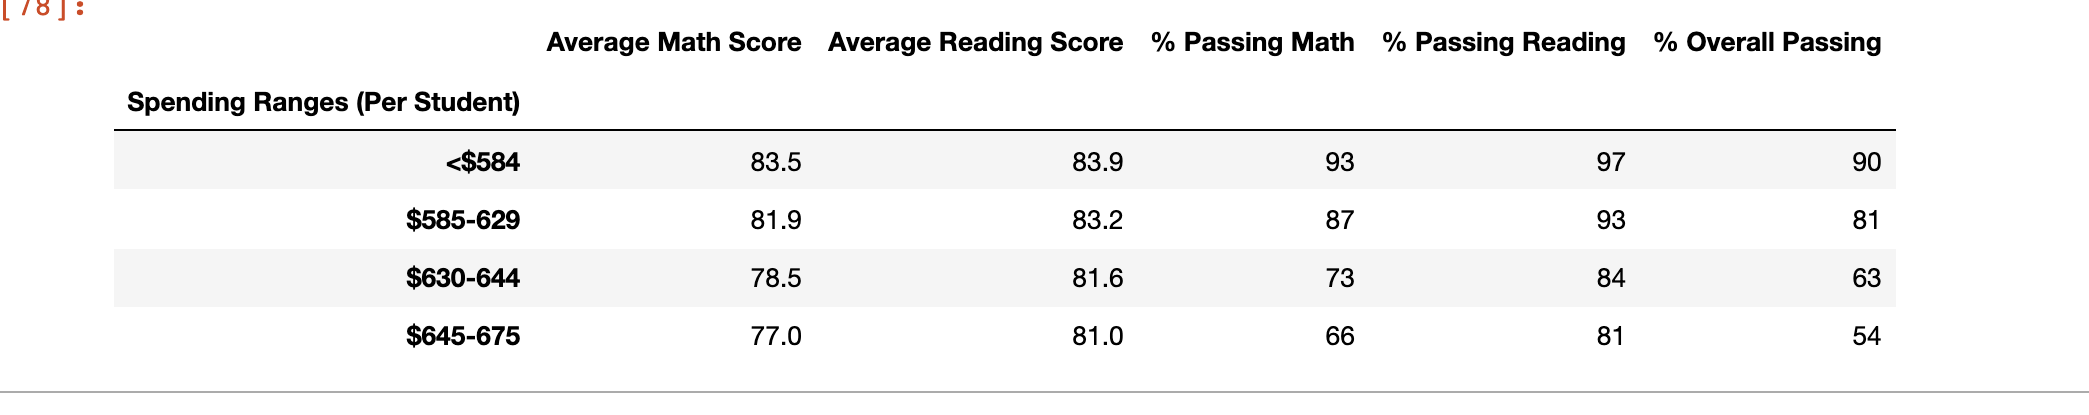 [78]:
Average Math Score Average Reading Score % Passing Math % Passing Reading % Overall Passing
Spending Ranges (Per Student)
<$584 83.5 83.9 93 97 90
$585-629 81.9 83.2 87 93 81
$630-644 78.5 81.6 73 84 63
$645-675 77.0 81.0 66 81 54